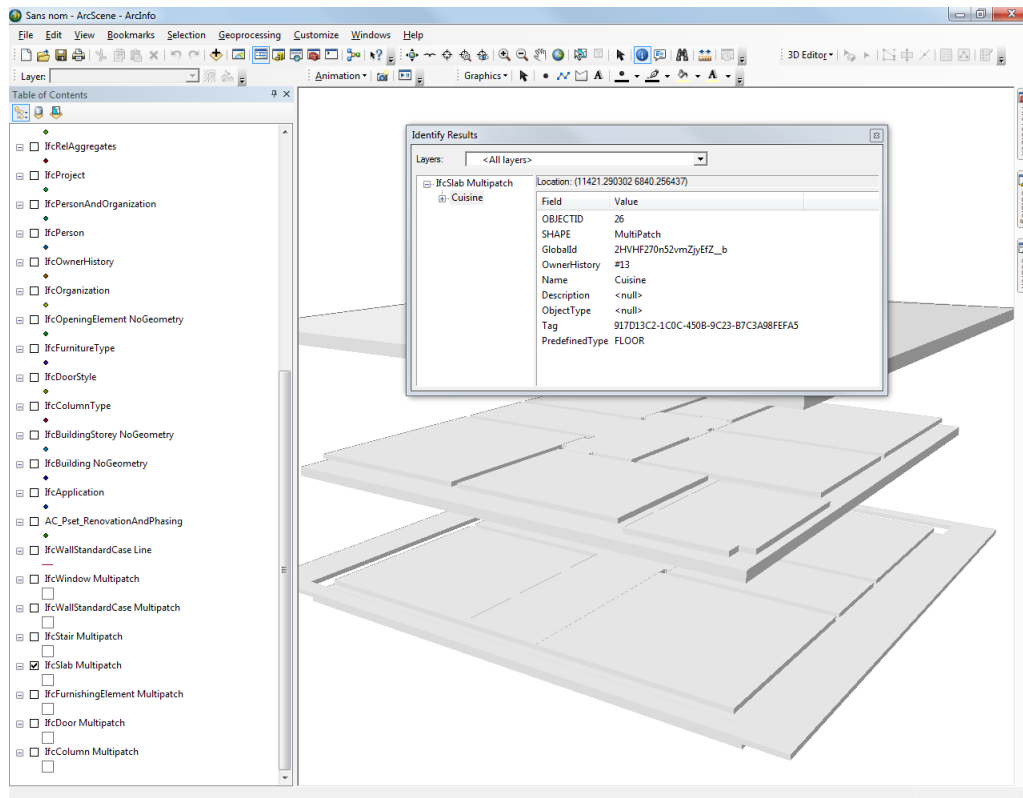 Sans nom - ArcScene - ArcInfo
File Edit View Bookmarks Selection Geoprocessing Customize Windows Help
3D Editor
Layer: Animation Graphics A A
Table of Contents
IfcRelAggregates
IfcProject
IfcPersonAndOrganization
IfcPerson
IfcOwnerHistory
IfcOrganization
IfcOpeningElement NoGeometry
IfcFurnitureType
IfcDoorStyle
IfcColumnType
IfcBuildingStorey NoGeometry
IfcBuilding NoGeometry
IfcApplication
AC_Pset_RenovationAndPhasing
IfcWallStandardCase Line
IfcWindow Multipatch
IfcWallStandardCase Multipatch
IfcStair Multipatch
IfcSlab Multipatch
IfcFurnishingElement Multipatch
IfcDoor Multipatch
IfcColumn Multipatch
Identify Results
Layers: <All layers>
IfcSlab Multipatch
Cuisine
Location: (11421.290302 6840.256437)
Field Value
OBJECTID 26
SHAPE MultiPatch
GlobalId 2HVHF270n52vmZjyEfZ__b
OwnerHistory #13
Name Cuisine
Description <null>
ObjectType <null>
Tag 917D13C2-1C0C-450B-9C23-B7C3A98FEFA5
PredefinedType FLOOR